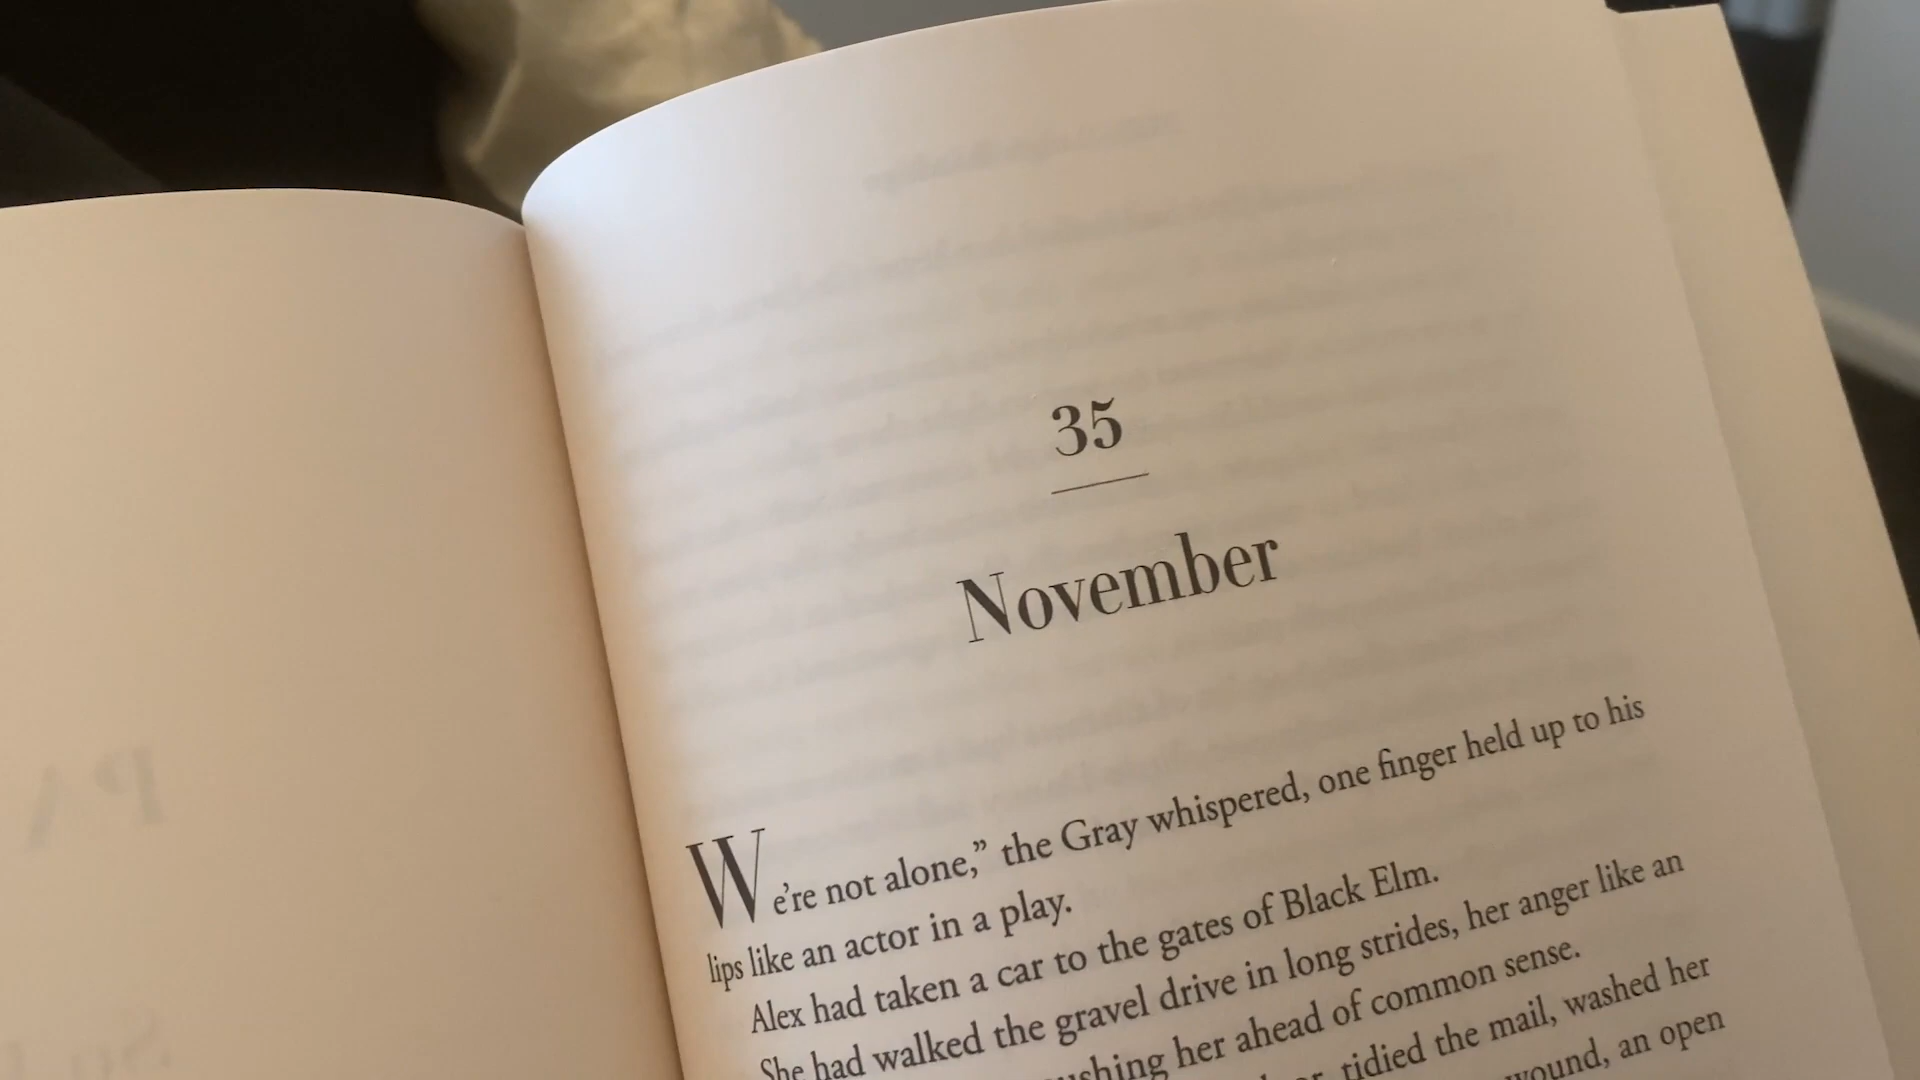 35
November
We're not alone,” the Gray whispered, one finger held up to his
lips like an actor in a play.
Alex had taken a car to the gates of Black Elm.
She had walked the gravel drive in long strides, her anger like an
her ahead of common sense.
tidied the mail, washed her
wound, an open
PA